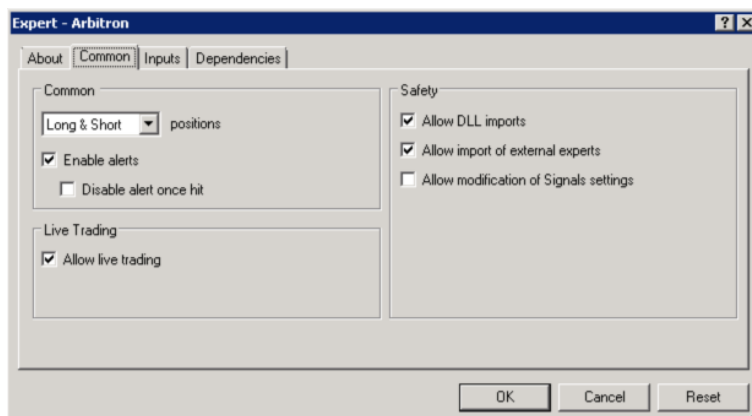 Expert - Arbitron
About Common Inputs Dependencies
Common
Long & Short positions
Enable alerts
Disable alert once hit
Live Trading
Allow live trading
Safety
Allow DLL imports
Allow import of external experts
Allow modification of Signals settings
OK Cancel Reset